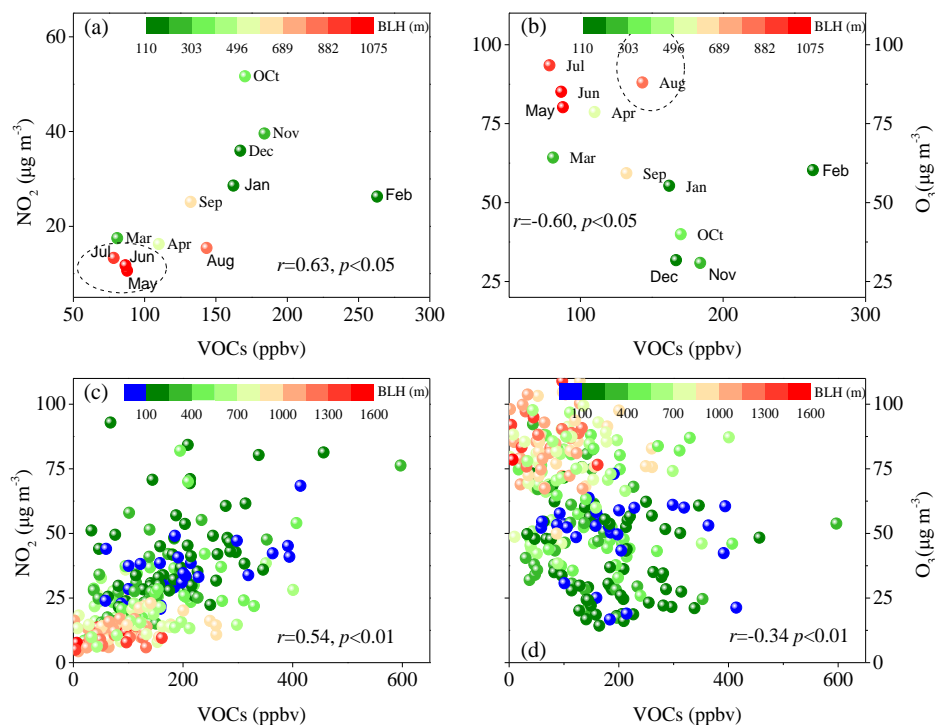 (a)
BLH (m)
110 303 496 689 882 1075
NO2 (µg m-3)
60
40
20
OCt
Nov
Dec
Jan
Feb
Sep
Mar
Apr
Jul
Jun
Aug
May
r=0.63, p<0.05
50 100 150 200 250 300
VOCs (ppbv)
(b)
BLH (m)
110 303 496 689 882 1075
100
75
50
25
Jul
Aug
Jun
May
Apr
Mar
Sep
Jan
Feb
r=-0.60, p<0.05
OCt
Dec
Nov
100
75
50
25
O3(µg m-3)
100 200 300
VOCs (ppbv)
(c)
BLH (m)
100 400 700 1000 1300 1600
NO2 (µg m-3)
100
75
50
25
0
r=0.54, p<0.01
0 200 400 600
VOCs (ppbv)
BLH (m)
100 400 700 1000 1300 1600
r=-0.34 p<0.01
(d)
100
75
50
25
0
O3(µg m-3)
0 200 400 600
VOCs (ppbv)